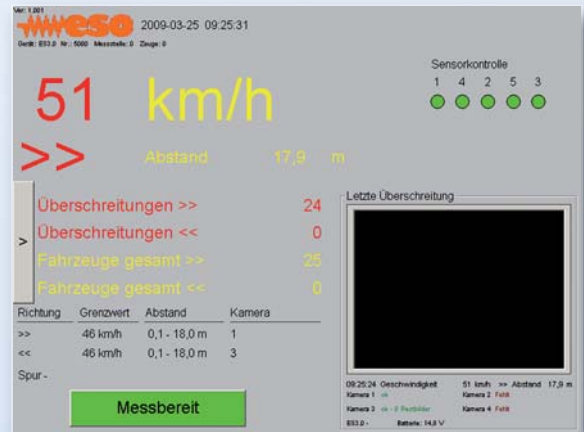 Ver: 1.001
eso 2009-03-25 09:25:31
Gerät: ES3.0 Nr.: 5000 Messstelle: 0 Zeuge: 0
Sensorkontrolle
1 4 2 5 3
51 km/h
>> Abstand 17,9 m
Überschreitungen >> 24
Überschreitungen << 0
Fahrzeuge gesamt >> 25
Fahrzeuge gesamt << 0
>
Richtung Grenzwert Abstand Kamera
>> 46 km/h 0,1 - 18,0 m 1
<< 46 km/h 0,1 - 18,0 m 3
Spur -
Messbereit
Letzte Überschreitung
09:25:24 Geschwindigkeit 51 km/h >> Abstand 17,9 m
Kamera 1 ok Kamera 2 Fehlt
Kamera 3 ok - 0 Restbilder Kamera 4 Fehlt
ES3.0 - Batterie: 14,8 V